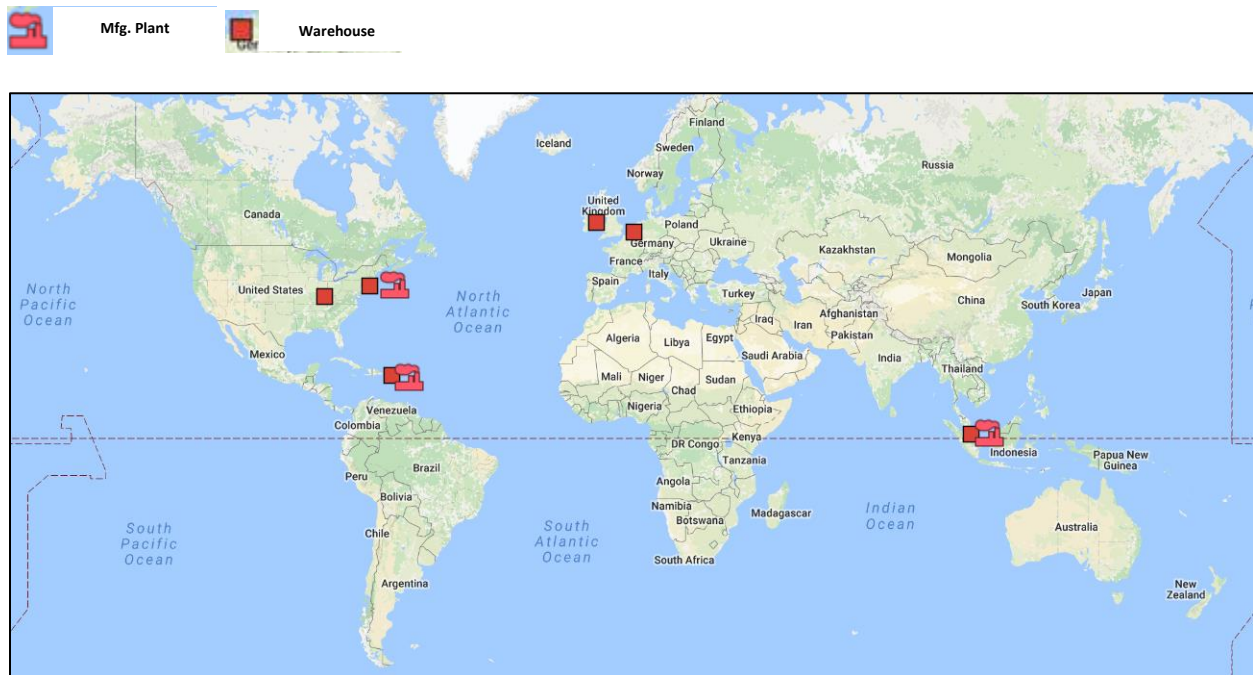 Mfg. Plant
Warehouse
Iceland
Finland
Sweden
Norway
Russia
Canada
United
Kingdom
Poland
Germany
Ukraine
France
Kazakhstan
Mongolia
Italy
Spain
Turkey
North
Pacific
Ocean
United States
North
Atlantic
Ocean
China
South Korea
Japan
Afghanistan
Iraq
Iran
Pakistan
Algeria
Libya
Egypt
Saudi Arabia
India
Mexico
Mali
Niger
Chad
Sudan
Thailand
Venezuela
Nigeria
Ethiopia
Colombia
DR Congo
Kenya
Indonesia
Papua New
Guinea
Tanzania
Brazil
Peru
Angola
Bolivia
Namibia
Botswana
Madagascar
Indian
Ocean
Australia
South
Pacific
Ocean
Chile
South
Atlantic
Ocean
South Africa
Argentina
New
Zealand